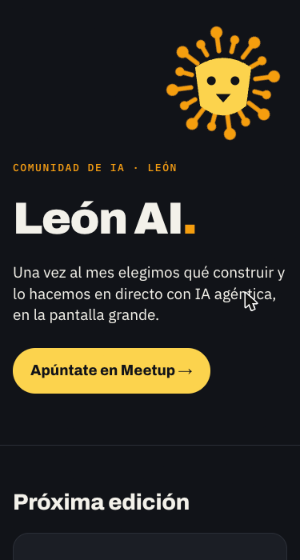 COMUNIDAD DE IA · LEÓN
León AI.
Una vez al mes elegimos qué construir y
lo hacemos en directo con IA agéntica,
en la pantalla grande.
Apúntate en Meetup →
Próxima edición